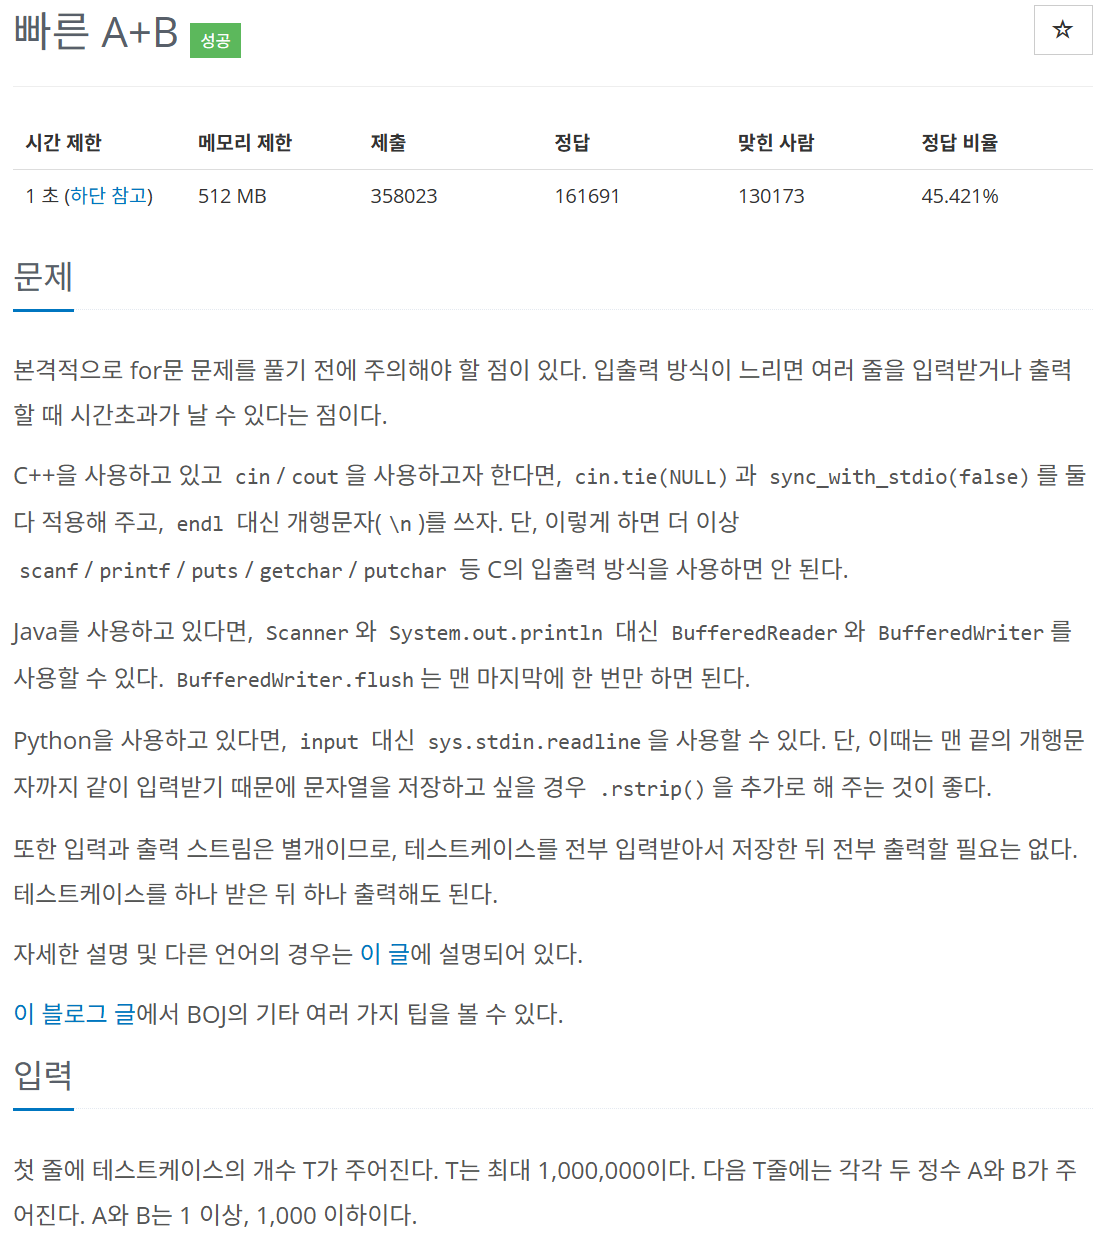 빠른 A+B 성공
☆
시간 제한 메모리 제한 제출 정답 맞힌 사람 정답 비율
1 초 (하단 참고) 512 MB 358023 161691 130173 45.421%
문제
본격적으로 for문 문제를 풀기 전에 주의해야 할 점이 있다. 입출력 방식이 느리면 여러 줄을 입력받거나 출력
할 때 시간초과가 날 수 있다는 점이다.
C++을 사용하고 있고 cin / cout 을 사용하고자 한다면, cin.tie(NULL) 과 sync_with_stdio(false) 를 둘
다 적용해 주고, endl 대신 개행문자( \n )를 쓰자. 단, 이렇게 하면 더 이상
scanf / printf / puts / getchar / putchar 등 C의 입출력 방식을 사용하면 안 된다.
Java를 사용하고 있다면, Scanner 와 System.out.println 대신 BufferedReader 와 BufferedWriter 를
사용할 수 있다. BufferedWriter.flush 는 맨 마지막에 한 번만 하면 된다.
Python을 사용하고 있다면, input 대신 sys.stdin.readline 을 사용할 수 있다. 단, 이때는 맨 끝의 개행문
자까지 같이 입력받기 때문에 문자열을 저장하고 싶을 경우 .rstrip() 을 추가로 해 주는 것이 좋다.
또한 입력과 출력 스트림은 별개이므로, 테스트케이스를 전부 입력받아서 저장한 뒤 전부 출력할 필요는 없다.
테스트케이스를 하나 받은 뒤 하나 출력해도 된다.
자세한 설명 및 다른 언어의 경우는 이 글에 설명되어 있다.
이 블로그 글에서 BOJ의 기타 여러 가지 팁을 볼 수 있다.
입력
첫 줄에 테스트케이스의 개수 T가 주어진다. T는 최대 1,000,000이다. 다음 T줄에는 각각 두 정수 A와 B가 주
어진다. A와 B는 1 이상, 1,000 이하이다.